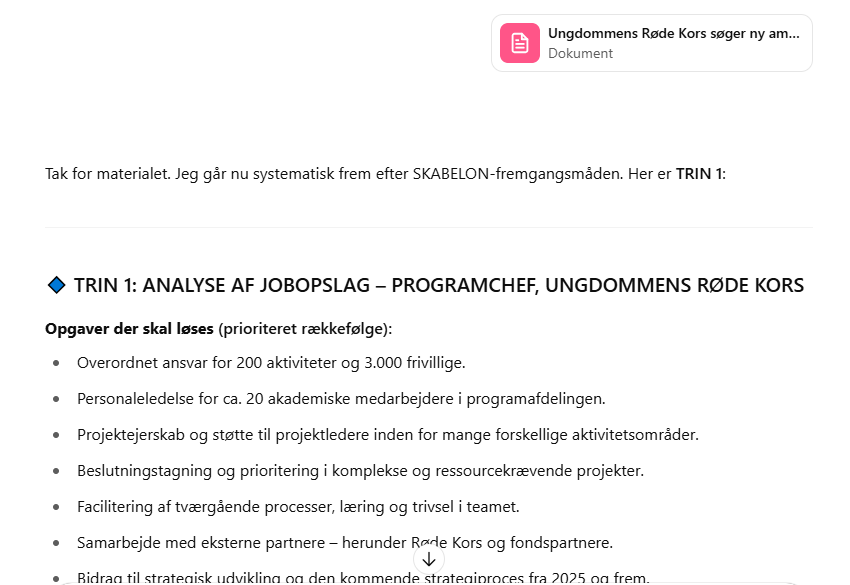 Ungdommens Røde Kors søger ny am...
Dokument
Tak for materialet. Jeg går nu systematisk frem efter SKABELON-fremgangsmåden. Her er TRIN 1:
TRIN 1: ANALYSE AF JOBOPSLAG – PROGRAMCHEF, UNGDOMMENS RØDE KORS
Opgaver der skal løses (prioriteret rækkefølge):
Overordnet ansvar for 200 aktiviteter og 3.000 frivillige.
Personaleledelse for ca. 20 akademiske medarbejdere i programafdelingen.
Projektejerskab og støtte til projektledere inden for mange forskellige aktivitetsområder.
Beslutningstagning og prioritering i komplekse og ressourcekrævende projekter.
Facilitering af tværgående processer, læring og trivsel i teamet.
Samarbejde med eksterne partnere – herunder Røde Kors og fondspartnere.
Bidrag til strategisk udvikling og den kommende strategiproces fra 2025 og frem.